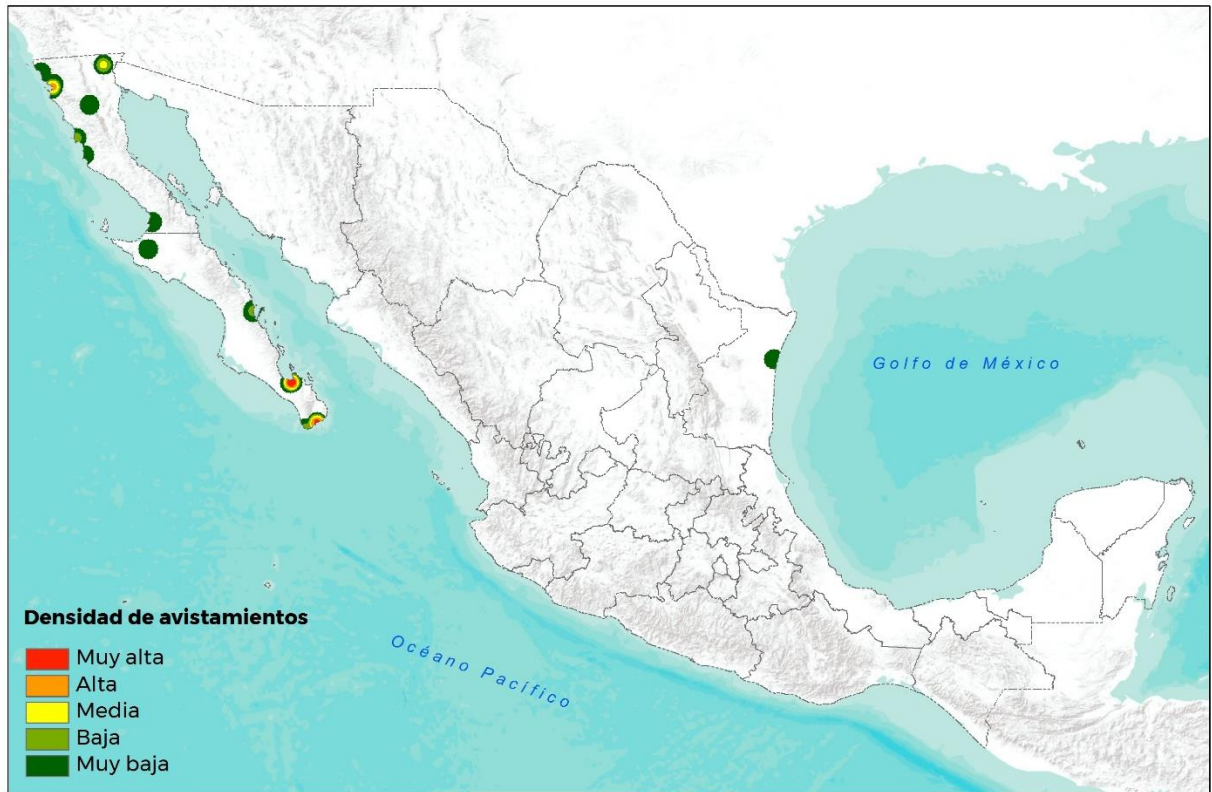 Golfo de México
Océano Pacífico
Densidad de avistamientos
Muy alta
Alta
Media
Baja
Muy baja